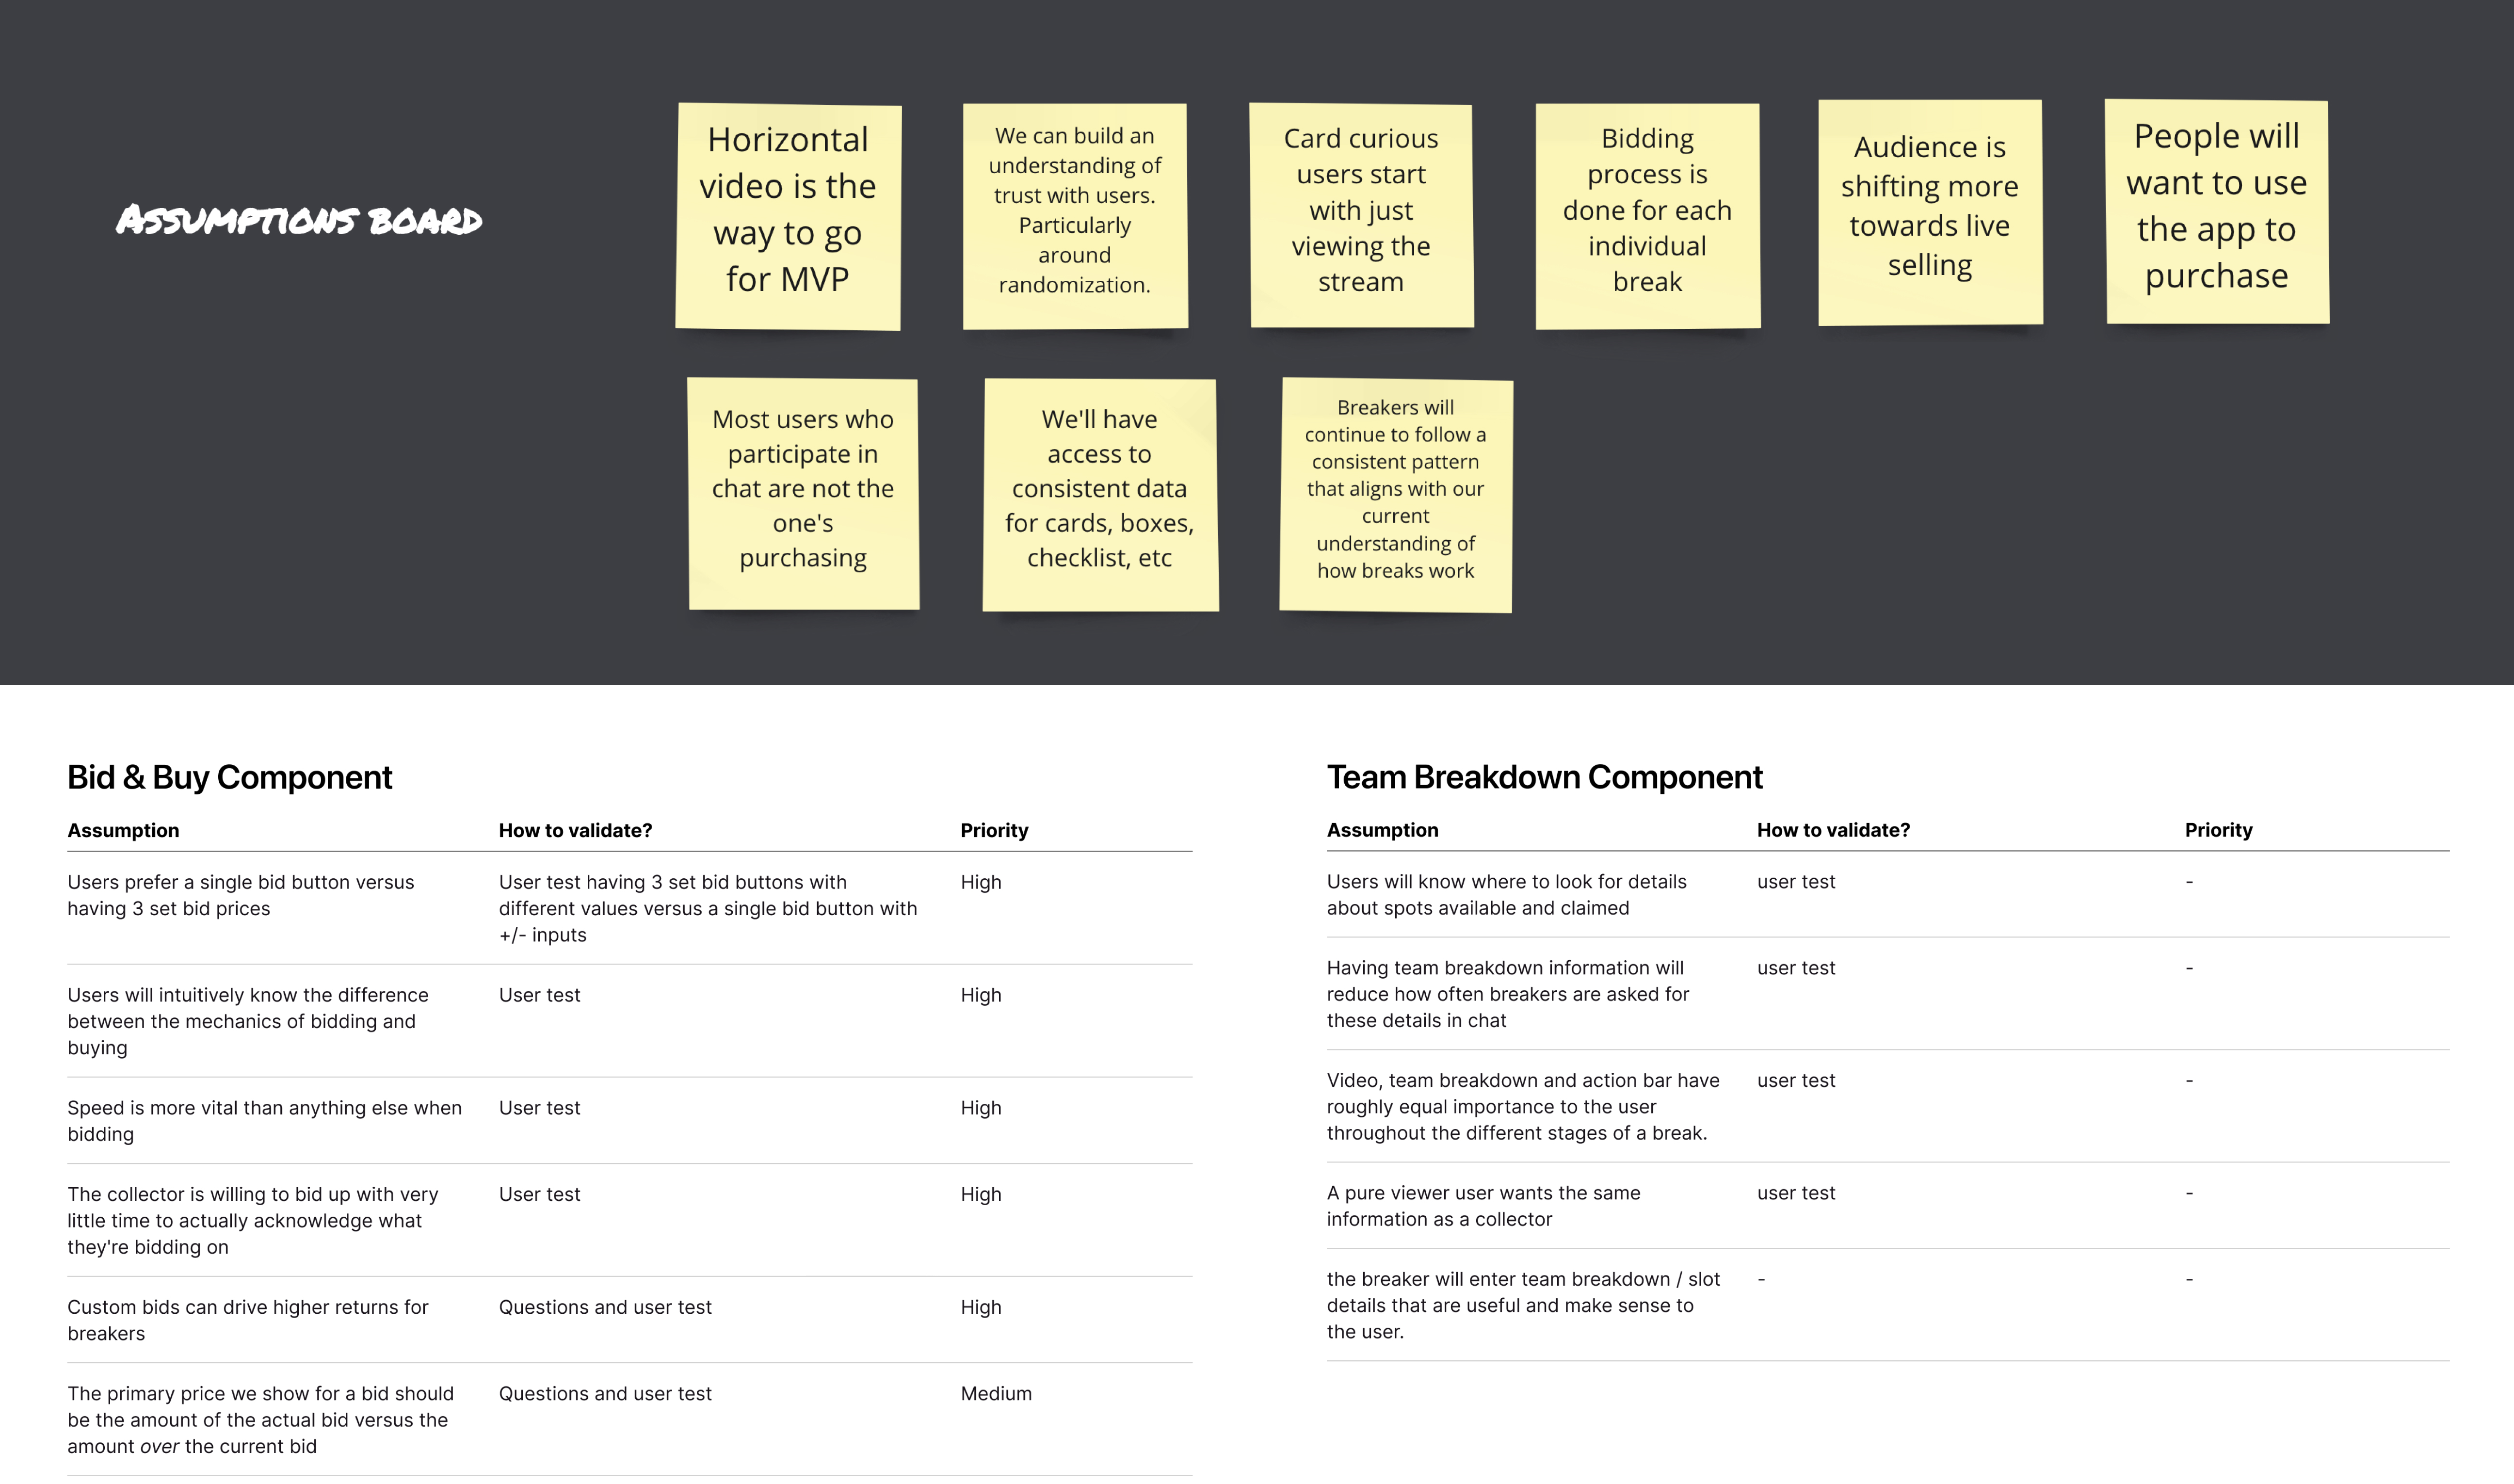 Assumptions board
Horizontal
video is the
way to go
for MVP
We can build an
understanding of
trust with users.
Particularly
around
randomization.
Card curious
users start
with just
viewing the
stream
Bidding
process is
done for each
individual
break
Audience is
shifting more
towards live
selling
People will
want to use
the app to
purchase
Most users who
participate in
chat are not the
one's
purchasing
We'll have
access to
consistent data
for cards, boxes,
checklist, etc
Breakers will
continue to follow a
consistent pattern
that aligns with our
current
understanding of
how breaks work
Bid & Buy Component
Assumption
How to validate?
Priority
Users prefer a single bid button versus
having 3 set bid prices
User test having 3 set bid buttons with
different values versus a single bid button with
+/- inputs
High
Users will intuitively know the difference
between the mechanics of bidding and
buying
User test
High
Speed is more vital than anything else when
bidding
User test
High
The collector is willing to bid up with very
little time to actually acknowledge what
they're bidding on
User test
High
Custom bids can drive higher returns for
breakers
Questions and user test
High
The primary price we show for a bid should
be the amount of the actual bid versus the
amount over the current bid
Questions and user test
Medium
Team Breakdown Component
Assumption
How to validate?
Priority
Users will know where to look for details
about spots available and claimed
user test
-
Having team breakdown information will
reduce how often breakers are asked for
these details in chat
user test
-
Video, team breakdown and action bar have
roughly equal importance to the user
throughout the different stages of a break.
user test
-
A pure viewer user wants the same
information as a collector
user test
-
the breaker will enter team breakdown / slot
details that are useful and make sense to
the user.
-
-